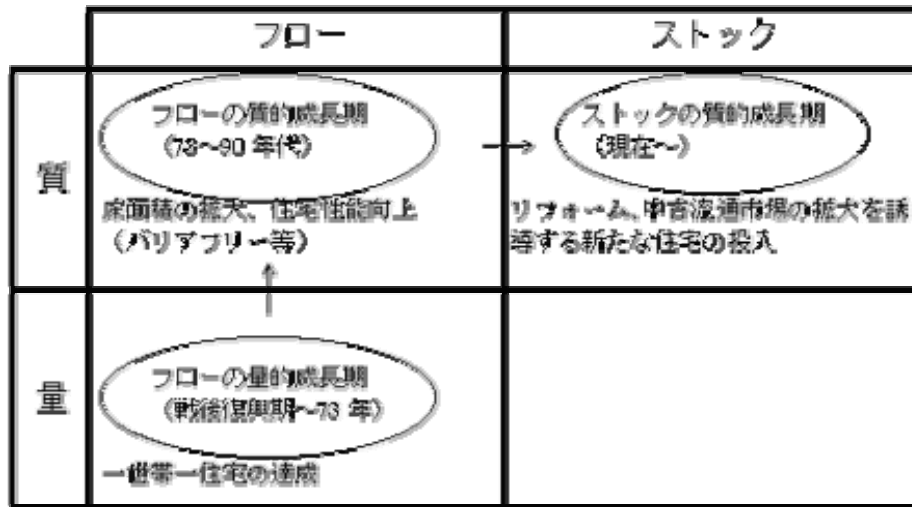 フロー
ストック
質
フローの質的成長期
(73~90 年代)
→
ストックの質的成長期
(現在~)
床面積の拡大、住宅性能向上
(バリアフリー等)
リフォーム、中古流通市場の拡大を誘
導する新たな住宅の投入
↑
量
フローの量的成長期
(戦後復興期~73 年)
一世帯一住宅の達成